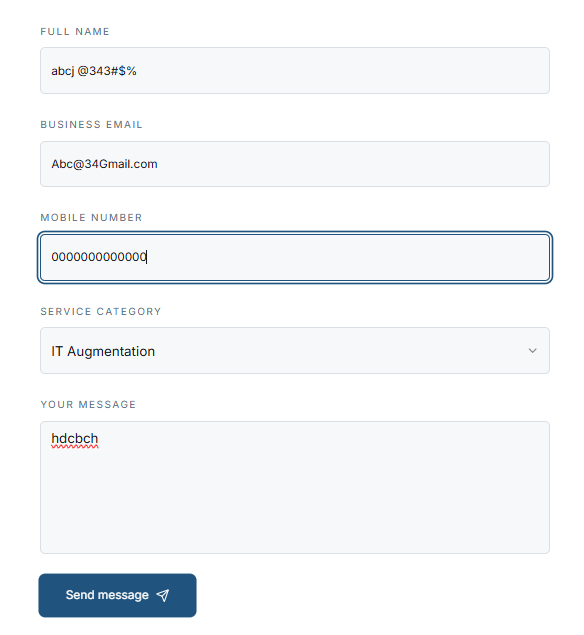 FULL NAME
abcj @343#$%
BUSINESS EMAIL
Abc@34Gmail.com
MOBILE NUMBER
0000000000000
SERVICE CATEGORY
IT Augmentation
YOUR MESSAGE
hdcbch
Send message